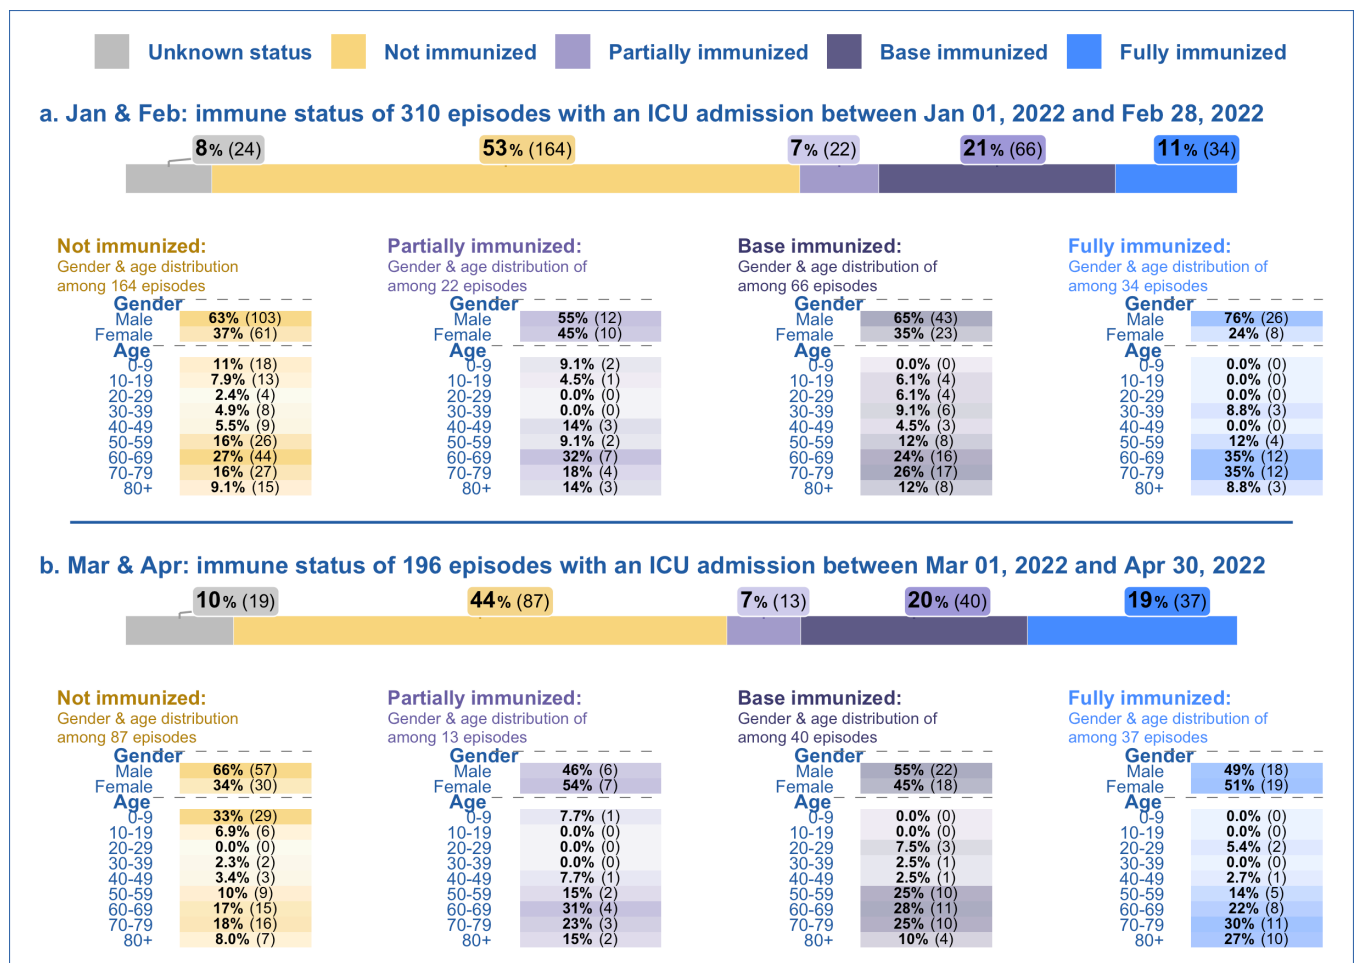 Unknown status Not immunized Partially immunized Base immunized Fully immunized
a. Jan & Feb: immune status of 310 episodes with an ICU admission between Jan 01, 2022 and Feb 28, 2022
8% (24) 53% (164) 7% (22) 21% (66) 11% (34)
Not immunized: Partially immunized: Base immunized: Fully immunized:
Gender & age distribution Gender & age distribution of Gender & age distribution of Gender & age distribution of
among 164 episodes among 22 episodes among 66 episodes among 34 episodes
Gender Gender Gender Gender
Male 63% (103) Male 55% (12) Male 65% (43) Male 76% (26)
Female 37% (61) Female 45% (10) Female 35% (23) Female 24% (8)
Age Age Age Age
0-9 11% (18) 0-9 9.1% (2) 0-9 0.0% (0) 0-9 0.0% (0)
10-19 7.9% (13) 10-19 4.5% (1) 10-19 6.1% (4) 10-19 0.0% (0)
20-29 2.4% (4) 20-29 0.0% (0) 20-29 6.1% (4) 20-29 0.0% (0)
30-39 4.9% (8) 30-39 0.0% (0) 30-39 9.1% (6) 30-39 8.8% (3)
40-49 5.5% (9) 40-49 14% (3) 40-49 4.5% (3) 40-49 0.0% (0)
50-59 16% (26) 50-59 9.1% (2) 50-59 12% (8) 50-59 12% (4)
60-69 27% (44) 60-69 32% (7) 60-69 24% (16) 60-69 35% (12)
70-79 16% (27) 70-79 18% (4) 70-79 26% (17) 70-79 35% (12)
80+ 9.1% (15) 80+ 14% (3) 80+ 12% (8) 80+ 8.8% (3)
b. Mar & Apr: immune status of 196 episodes with an ICU admission between Mar 01, 2022 and Apr 30, 2022
10% (19) 44% (87) 7% (13) 20% (40) 19% (37)
Not immunized: Partially immunized: Base immunized: Fully immunized:
Gender & age distribution Gender & age distribution of Gender & age distribution of Gender & age distribution of
among 87 episodes among 13 episodes among 40 episodes among 37 episodes
Gender Gender Gender Gender
Male 66% (57) Male 46% (6) Male 55% (22) Male 49% (18)
Female 34% (30) Female 54% (7) Female 45% (18) Female 51% (19)
Age Age Age Age
0-9 33% (29) 0-9 7.7% (1) 0-9 0.0% (0) 0-9 0.0% (0)
10-19 6.9% (6) 10-19 0.0% (0) 10-19 0.0% (0) 10-19 0.0% (0)
20-29 0.0% (0) 20-29 0.0% (0) 20-29 7.5% (3) 20-29 5.4% (2)
30-39 2.3% (2) 30-39 0.0% (0) 30-39 2.5% (1) 30-39 0.0% (0)
40-49 3.4% (3) 40-49 7.7% (1) 40-49 2.5% (1) 40-49 2.7% (1)
50-59 10% (9) 50-59 15% (2) 50-59 25% (10) 50-59 14% (5)
60-69 17% (15) 60-69 31% (4) 60-69 28% (11) 60-69 22% (8)
70-79 18% (16) 70-79 23% (3) 70-79 25% (10) 70-79 30% (11)
80+ 8.0% (7) 80+ 15% (2) 80+ 10% (4) 80+ 27% (10)